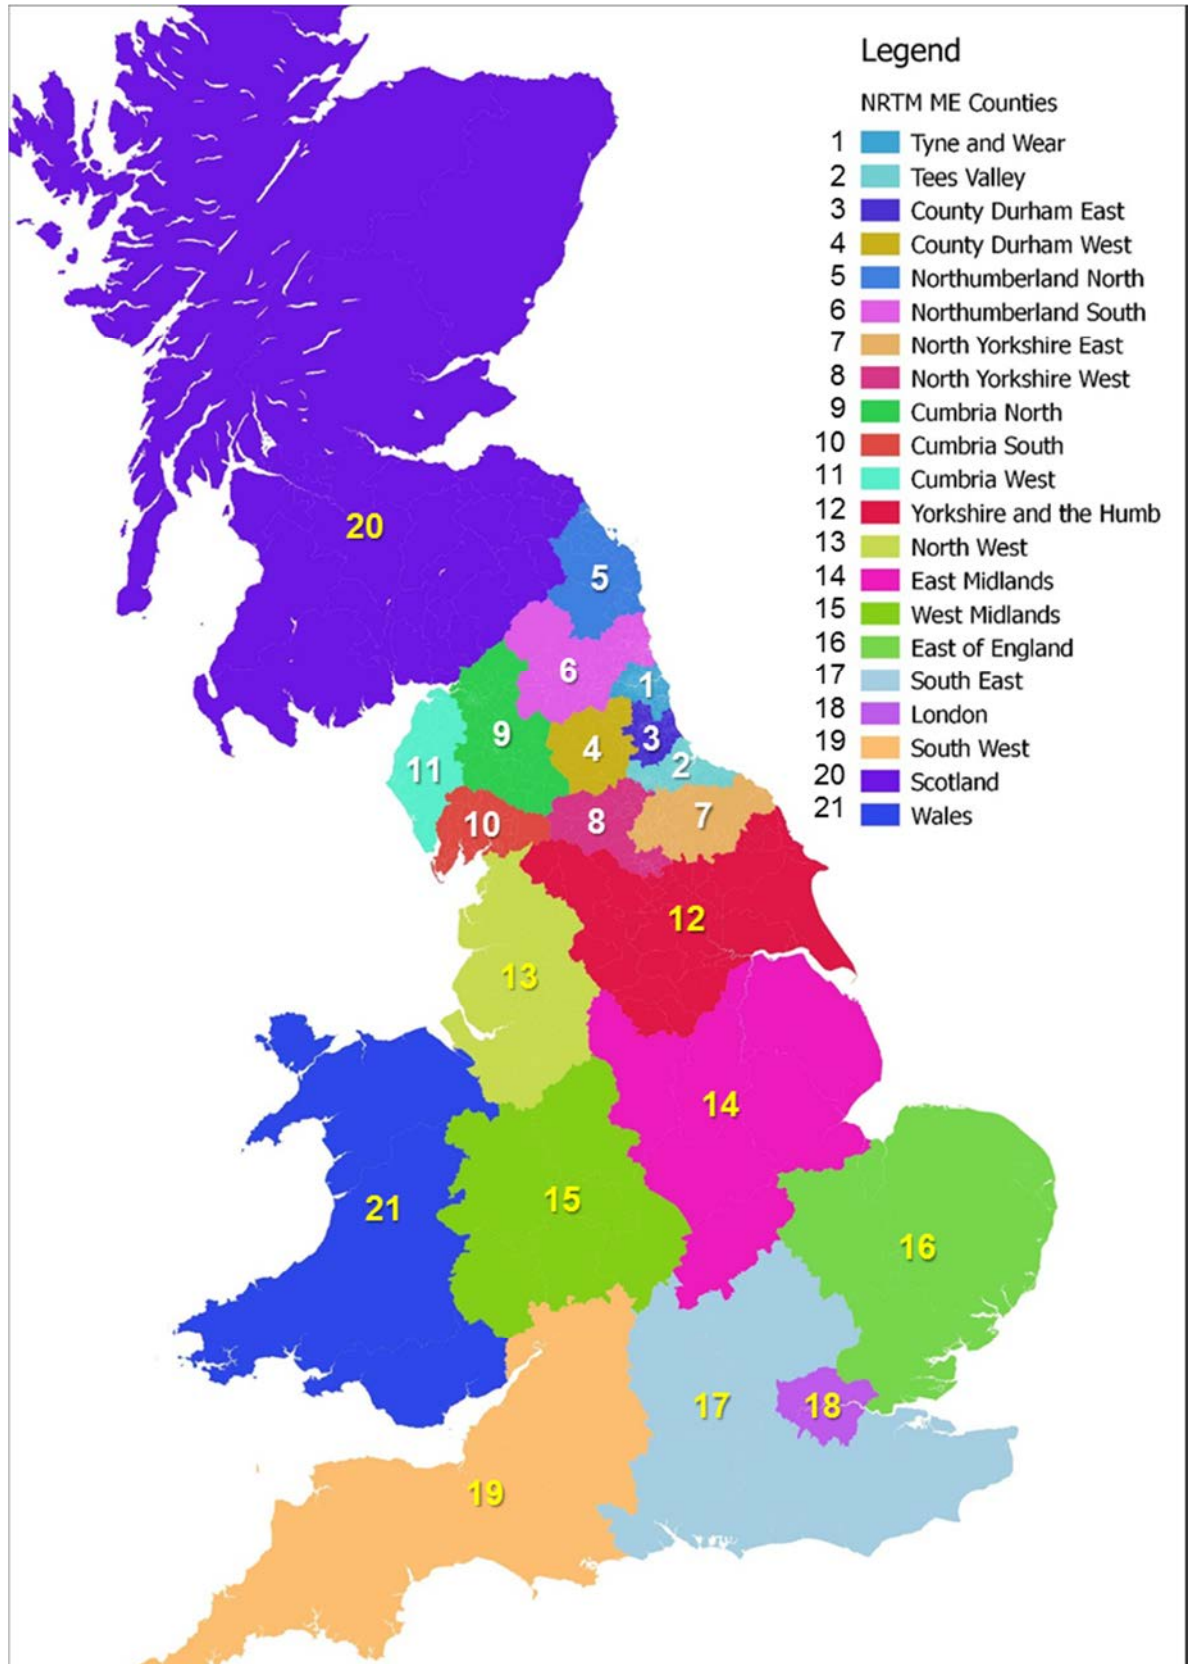 Legend
NRTM ME Counties
1 Tyne and Wear
2 Tees Valley
3 County Durham East
4 County Durham West
5 Northumberland North
6 Northumberland South
7 North Yorkshire East
8 North Yorkshire West
9 Cumbria North
10 Cumbria South
11 Cumbria West
12 Yorkshire and the Humb
13 North West
14 East Midlands
15 West Midlands
16 East of England
17 South East
18 London
19 South West
20 Scotland
21 Wales
20
5
6
1
9
4
3
11
2
10
8
7
12
13
14
21
15
16
17
18
19